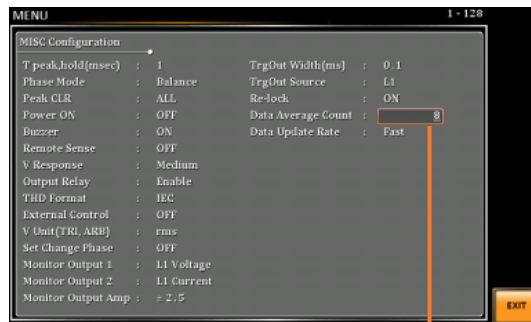 MENU 1 - 128
MISC Configuration
T peak,hold(msec) : 1
Phase Mode : Balance
Peak CLR : ALL
Power ON : OFF
Buzzer : ON
Remote Sense : OFF
V Response : Medium
Output Relay : Enable
THD Format : IEC
External Control : OFF
V Unit(TRI, ARB) : rms
Set Change Phase : OFF
Monitor Output 1 : L1 Voltage
Monitor Output 2 : L1 Current
Monitor Output Amp : ± 2.5
TrgOut Width(ms) : 0.1
TrgOut Source : L1
Re-lock : ON
Data Average Count : 8
Data Update Rate : Fast
EXIT